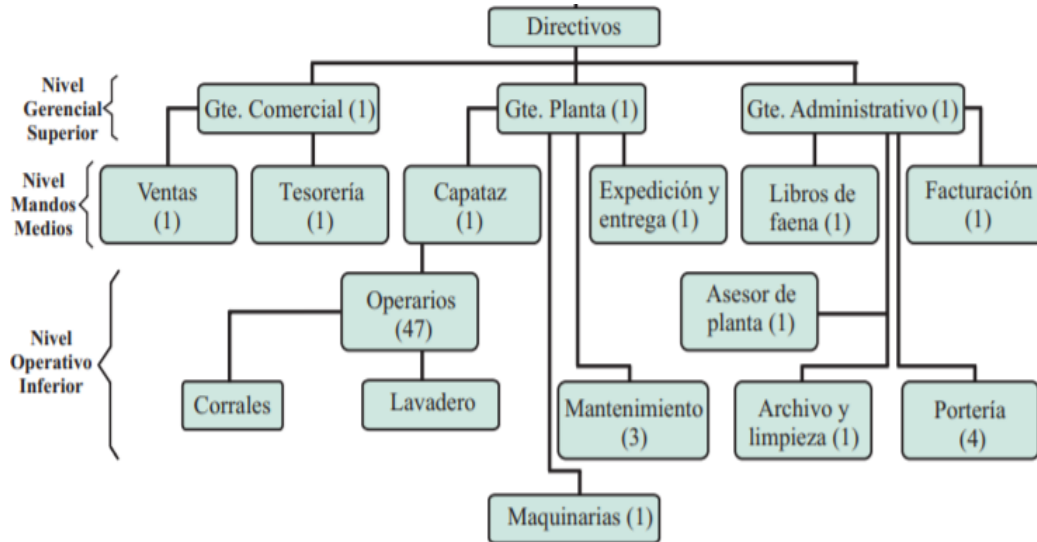 Directivos
Nivel
Gerencial
Superior
Gte. Comercial (1)
Gte. Planta (1)
Gte. Administrativo (1)
Nivel
Mandos
Medios
Ventas
(1)
Tesorería
(1)
Capataz
(1)
Expedición y
entrega (1)
Libros de
faena (1)
Facturación
(1)
Nivel
Operativo
Inferior
Operarios
(47)
Asesor de
planta (1)
Corrales
Lavadero
Mantenimiento
(3)
Archivo y
limpieza (1)
Portería
(4)
Maquinarias (1)